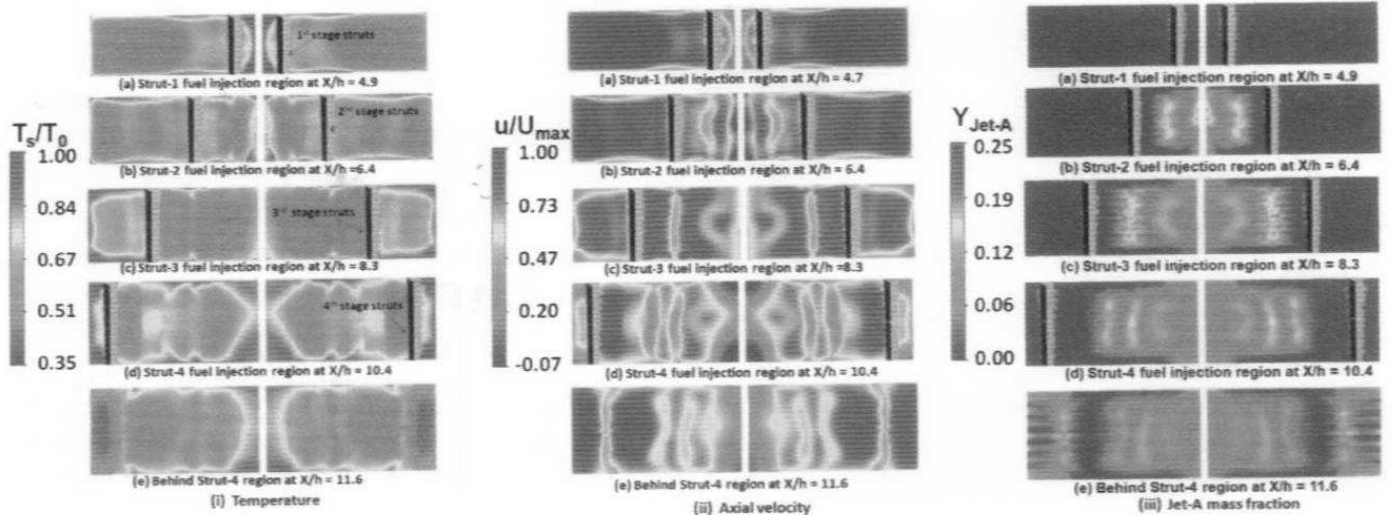 T_s/T_0
1.00
0.84
0.67
0.51
0.35
1st stage struts
(a) Strut-1 fuel injection region at X/h = 4.9
2nd stage struts
(b) Strut-2 fuel injection region at X/h =6.4
3rd stage struts
(c) Strut-3 fuel injection region at X/h = 8.3
4th stage struts
(d) Strut-4 fuel injection region at X/h = 10.4
(e) Behind Strut-4 region at X/h = 11.6
(i) Temperature
u/U_max
1.00
0.73
0.47
0.20
-0.07
(a) Strut-1 fuel injection region at X/h = 4.7
(b) Strut-2 fuel injection region at X/h = 6.4
(c) Strut-3 fuel injection region at X/h =8.3
(d) Strut-4 fuel injection region at X/h = 10.4
(e) Behind Strut-4 region at X/h = 11.6
(ii) Axial velocity
Y_Jet-A
0.25
0.19
0.12
0.06
0.00
(a) Strut-1 fuel injection region at X/h = 4.9
(b) Strut-2 fuel injection region at X/h = 6.4
(c) Strut-3 fuel injection region at X/h = 8.3
(d) Strut-4 fuel injection region at X/h = 10.4
(e) Behind Strut-4 region at X/h = 11.6
(iii) Jet-A mass fraction